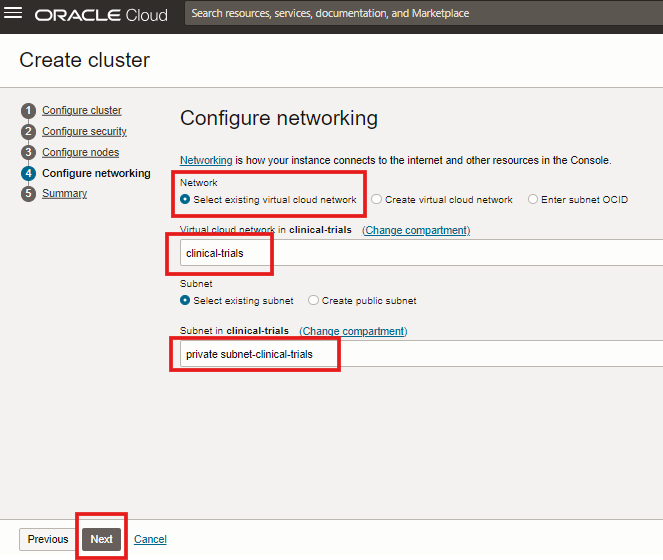 ORACLE Cloud
Search resources, services, documentation, and Marketplace
Create cluster
1 Configure cluster
2 Configure security
3 Configure nodes
4 Configure networking
5 Summary
Configure networking
Networking is how your instance connects to the internet and other resources in the Console.
Network
Select existing virtual cloud network Create virtual cloud network Enter subnet OCID
Virtual cloud network in clinical-trials (Change compartment)
clinical-trials
Subnet
Select existing subnet Create public subnet
Subnet in clinical-trials (Change compartment)
private subnet-clinical-trials
Previous Next Cancel